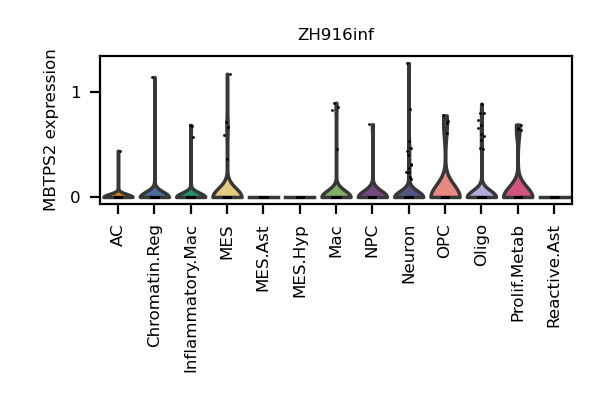 ZH916inf
MBTPS2 expression
1
0
AC
Chromatin.Reg
Inflammatory.Mac
MES
MES.Ast
MES.Hyp
Mac
NPC
Neuron
OPC
Oligo
Prolif.Metab
Reactive.Ast